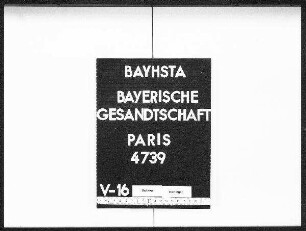 BAYHSTA
BAYERISCHE
GESANDTSCHAFT
PARIS
4739
V-16